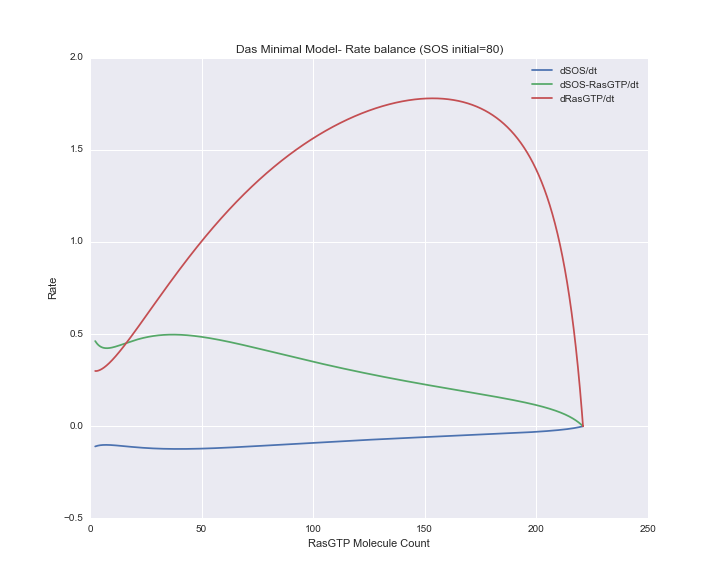 Das Minimal Model- Rate balance (SOS initial=80)
dSOS/dt
dSOS-RasGTP/dt
dRasGTP/dt
2.0
1.5
1.0
0.5
0.0
−0.5
Rate
0
50
100
150
200
250
RasGTP Molecule Count